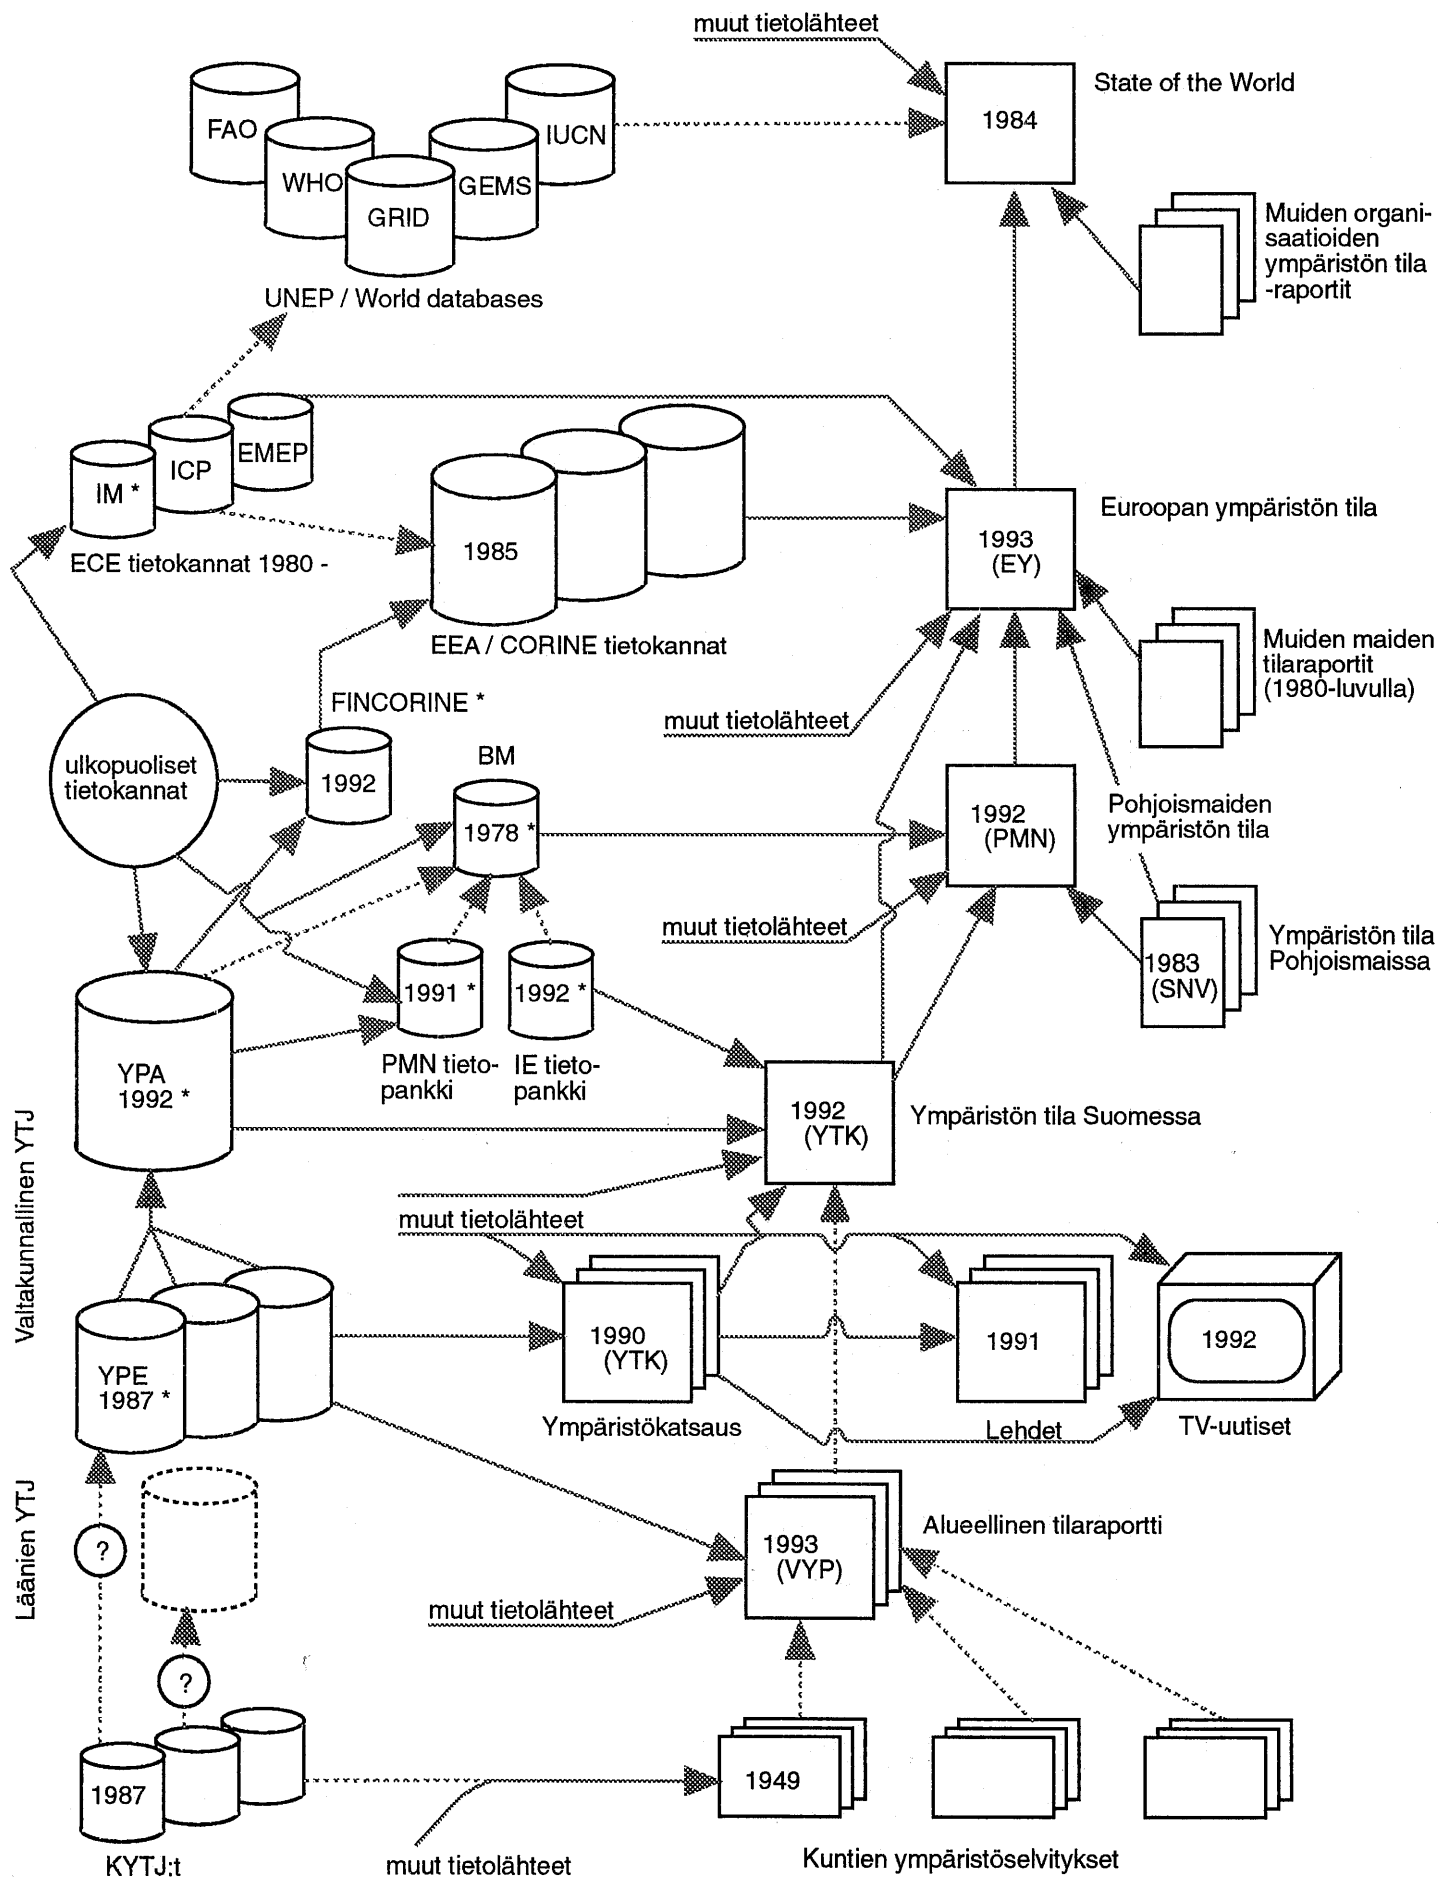 muut tietolähteet
State of the World
1984
FAO
WHO
GRID
GEMS
IUCN
UNEP / World databases
Muiden organi-
saatioiden
ympäristön tila
-raportit
IM *
ICP
EMEP
ECE tietokannat 1980 -
1985
EEA / CORINE tietokannat
1993
(EY)
Euroopan ympäristön tila
Muiden maiden
tilaraportit
(1980-luvulla)
muut tietolähteet
FINCORINE *
1992
ulkopuoliset
tietokannat
BM
1978 *
1992
(PMN)
Pohjoismaiden
ympäristön tila
muut tietolähteet
1983
(SNV)
Ympäristön tila
Pohjoismaissa
1991 *
PMN tieto-
pankki
1992 *
IE tieto-
pankki
YPA
1992 *
1992
(YTK)
Ympäristön tila Suomessa
Valtakunnallinen YTJ
muut tietolähteet
YPE
1987 *
1990
(YTK)
Ympäristökatsaus
1991
Lehdet
1992
TV-uutiset
Läänien YTJ
?
?
1993
(VYP)
Alueellinen tilaraportti
muut tietolähteet
1987
KYTJ:t
muut tietolähteet
1949
Kuntien ympäristöselvitykset